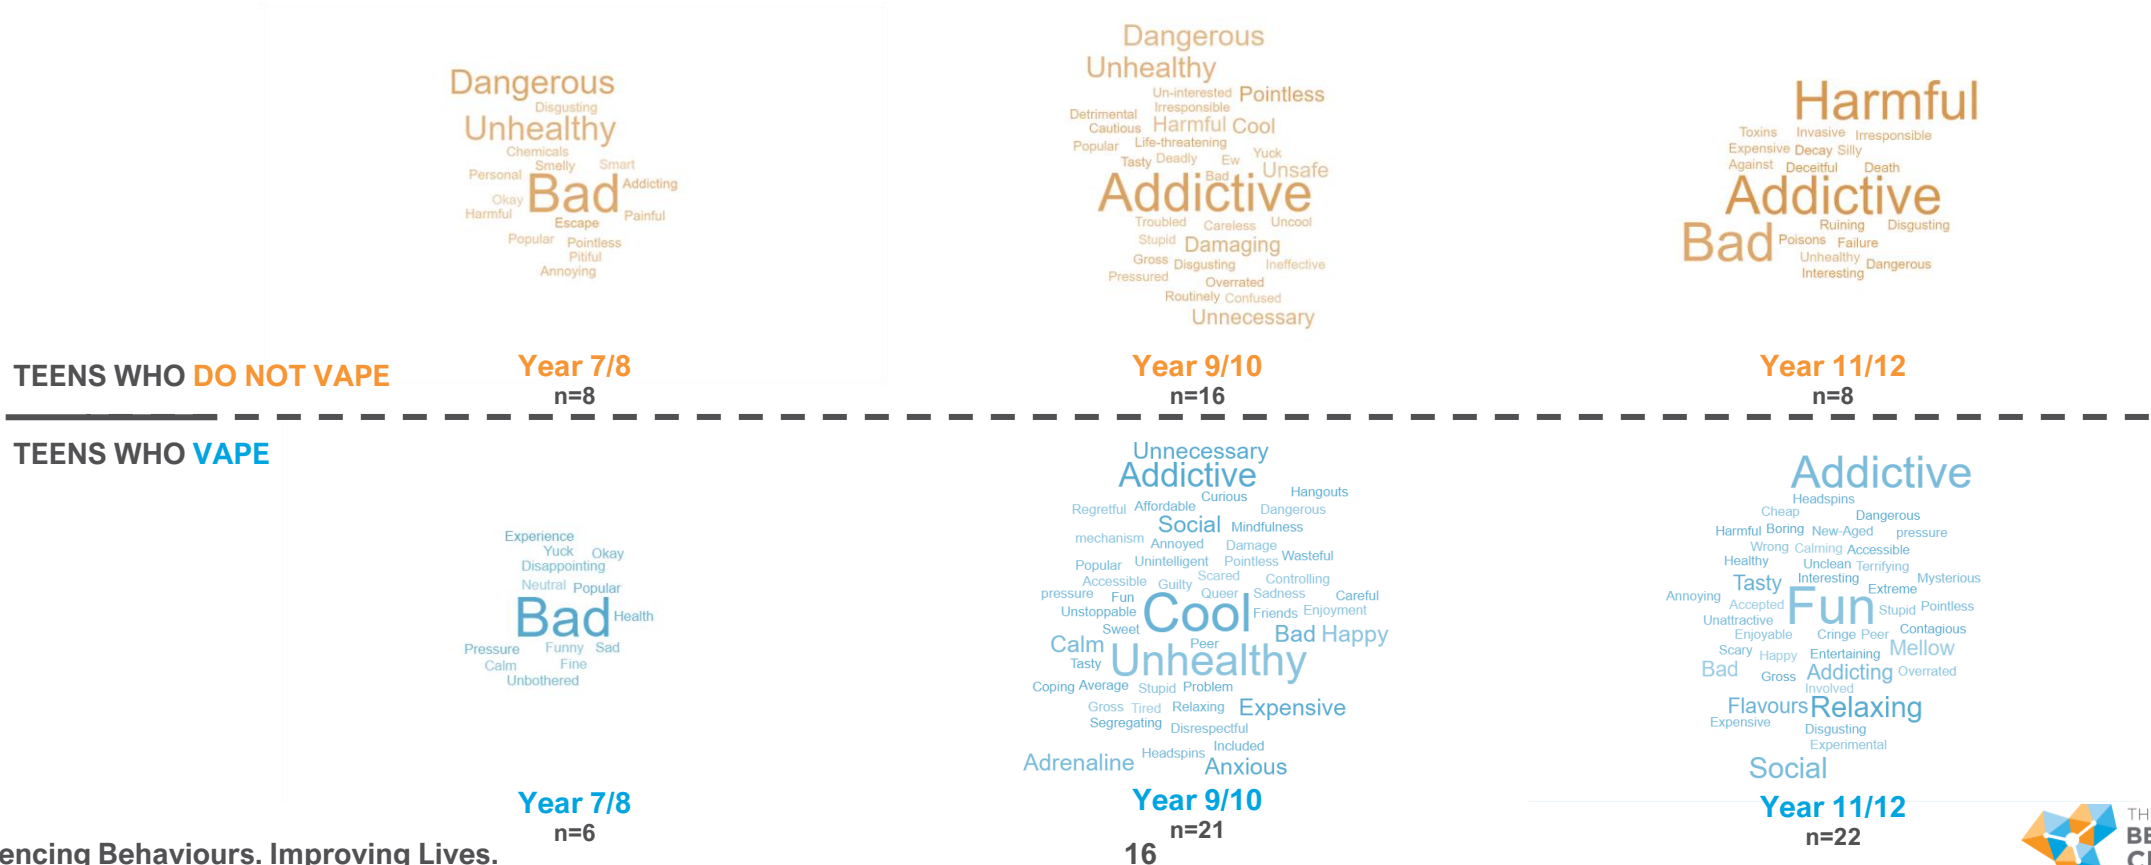 Dangerous
Disgusting
Unhealthy
Chemicals
Smelly Smart
Personal Bad Addicting
Okay
Harmful Escape Painful
Popular Pointless
Pitiful
Annoying
Dangerous
Unhealthy
Un-interested Pointless
Irresponsible
Detrimental
Cautious Harmful Cool
Popular Life-threatening
Tasty Deadly Ew Yuck
Bad Unsafe
Addictive
Troubled Careless Uncool
Stupid Damaging
Gross Disgusting Ineffective
Pressured Overrated
Routinely Confused
Unnecessary
Harmful
Toxins Invasive Irresponsible
Expensive Decay Silly
Against Deceitful Death
Addictive
Ruining Disgusting
Bad Poisons Failure
Unhealthy Dangerous
Interesting
TEENS WHO DO NOT VAPE
Year 7/8
n=8
Year 9/10
n=16
Year 11/12
n=8
TEENS WHO VAPE
Experience
Yuck Okay
Disappointing
Neutral Popular
Bad Health
Pressure Funny Sad
Calm Fine
Unbothered
Unnecessary
Addictive
Curious Hangouts
Regretful Affordable Dangerous
Social Mindfulness
mechanism Annoyed Damage
Popular Unintelligent Pointless Wasteful
Accessible Guilty Scared Controlling
pressure Fun Queer Sadness Careful
Unstoppable Cool Friends Enjoyment
Sweet Bad Happy
Calm Peer
Tasty Unhealthy
Coping Average Stupid Problem
Gross Tired Relaxing Expensive
Segregating Disrespectful
Included
Adrenaline Headspins Anxious
Addictive
Headspins
Cheap Dangerous
Harmful Boring New-Aged pressure
Wrong Calming Accessible
Healthy Unclean Terrifying
Tasty Interesting Extreme Mysterious
Annoying Accepted Fun Stupid Pointless
Unattractive
Enjoyable Cringe Peer Contagious
Scary Happy Entertaining Mellow
Bad Gross Addicting Overrated
Involved
Flavours Relaxing
Expensive Disgusting
Experimental
Social
Year 7/8
n=6
Year 9/10
n=21
Year 11/12
n=22
encing Behaviours. Improving Lives.
16
TH
BE